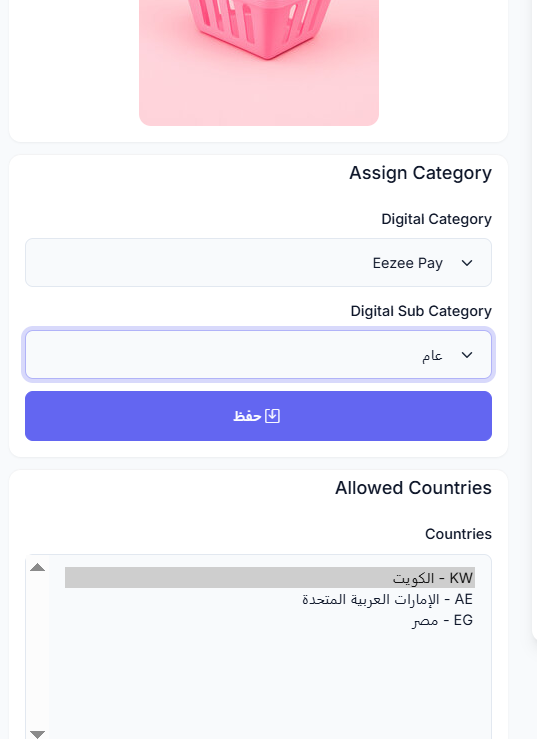 Assign Category
Digital Category
Eezee Pay
Digital Sub Category
عام
حفظ
Allowed Countries
Countries
KW - الكويت
AE - الإمارات العربية المتحدة
EG - مصر